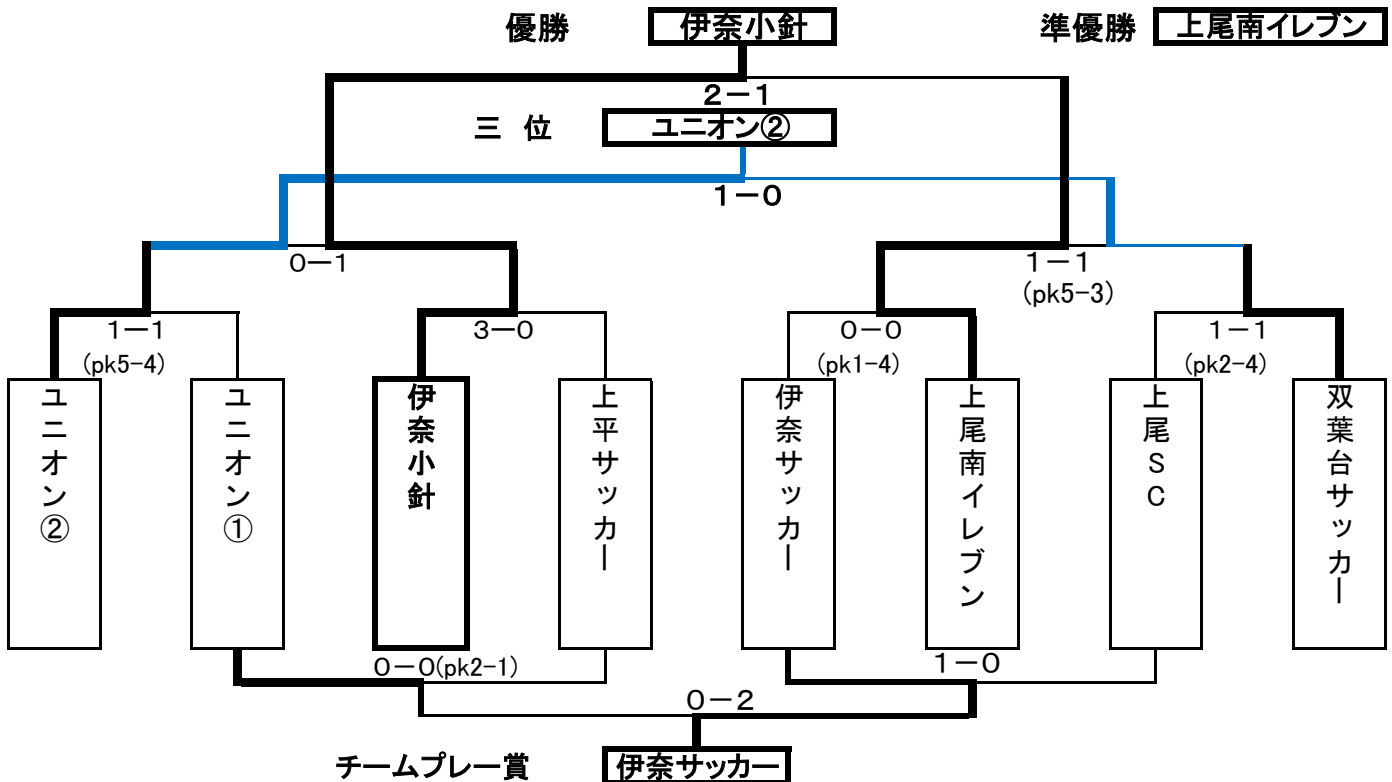 優勝 伊奈小針 準優勝 上尾南イレブン
2－1
三 位 ユニオン②
1－0
0－1 1－1
(pk5-3)
1－1 3－0 0－0 1－1
(pk5-4) (pk1-4) (pk2-4)
ユニオン②
ユニオン①
伊奈小針
上平サッカー
伊奈サッカー
上尾南イレブン
上尾SC
双葉台サッカー
0－0(pk2-1) 1－0
0－2
チームプレー賞 伊奈サッカー